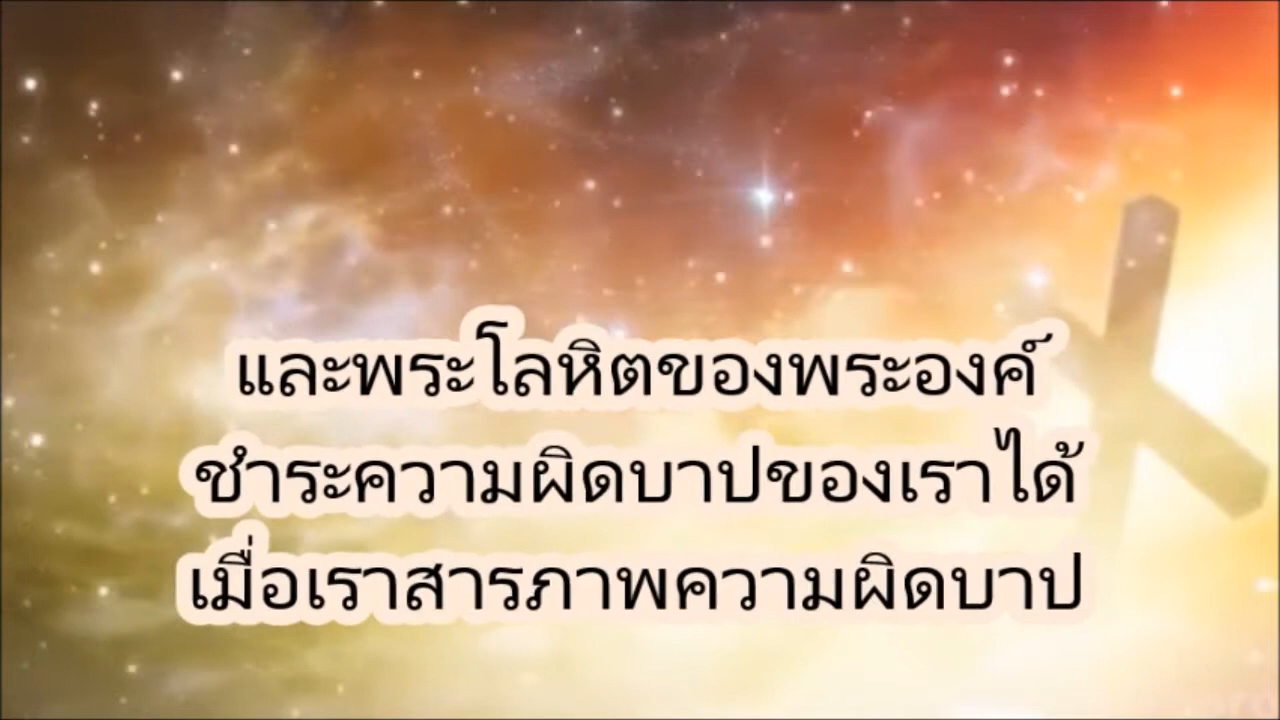 และพระโลหิตของพระองค์
ชำระความผิดบาปของเราได้
เมื่อเราสารภาพความผิดบาป